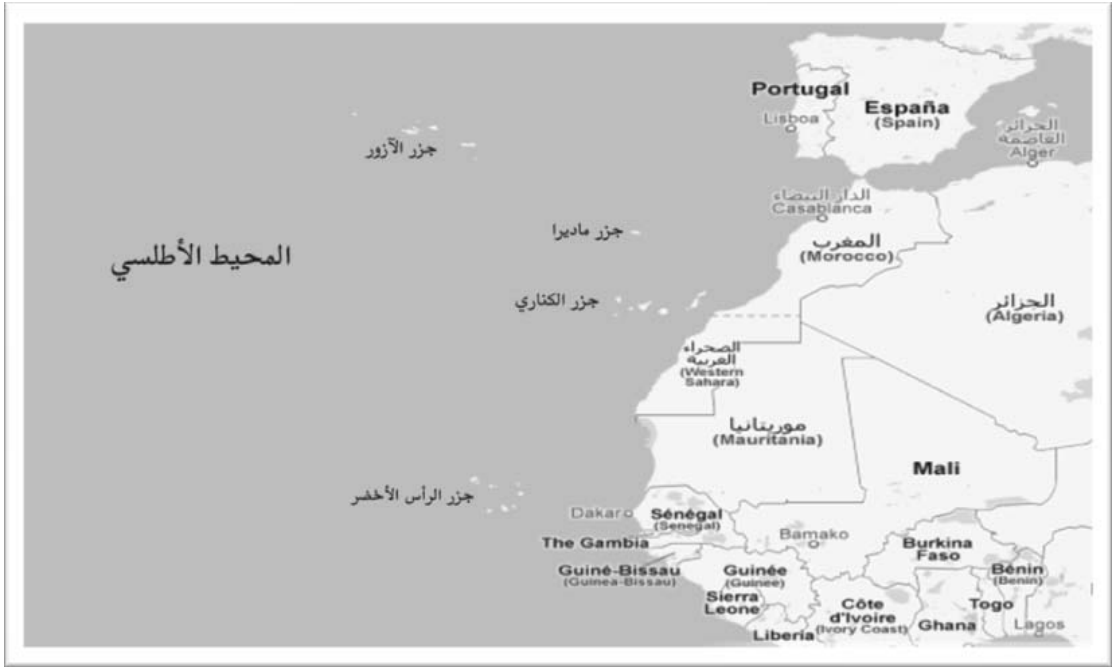 Portugal
Lisboa
España
(Spain)
الجزائر
العاصمة
Alger
جزر الآزور
الدار البيضاء
Casablanca
جزر ماديرا
المغرب
(Morocco)
المحيط الأطلسي
جزر الكناري
الجزائر
(Algeria)
الصحراء
الغربية
(Western
Sahara)
موريتانيا
(Mauritania)
Mali
جزر الرأس الأخضر
Dakar
Sénégal
(Senegal)
The Gambia
Bamako
Burkina
Faso
Guiné-Bissau
(Guinea-Bissau)
Guinée
(Guinee)
Bénin
(Benin)
Sierra
Leone
Côte
d'Ivoire
(Ivory Coast)
Togo
Ghana
Lagos
Liberia